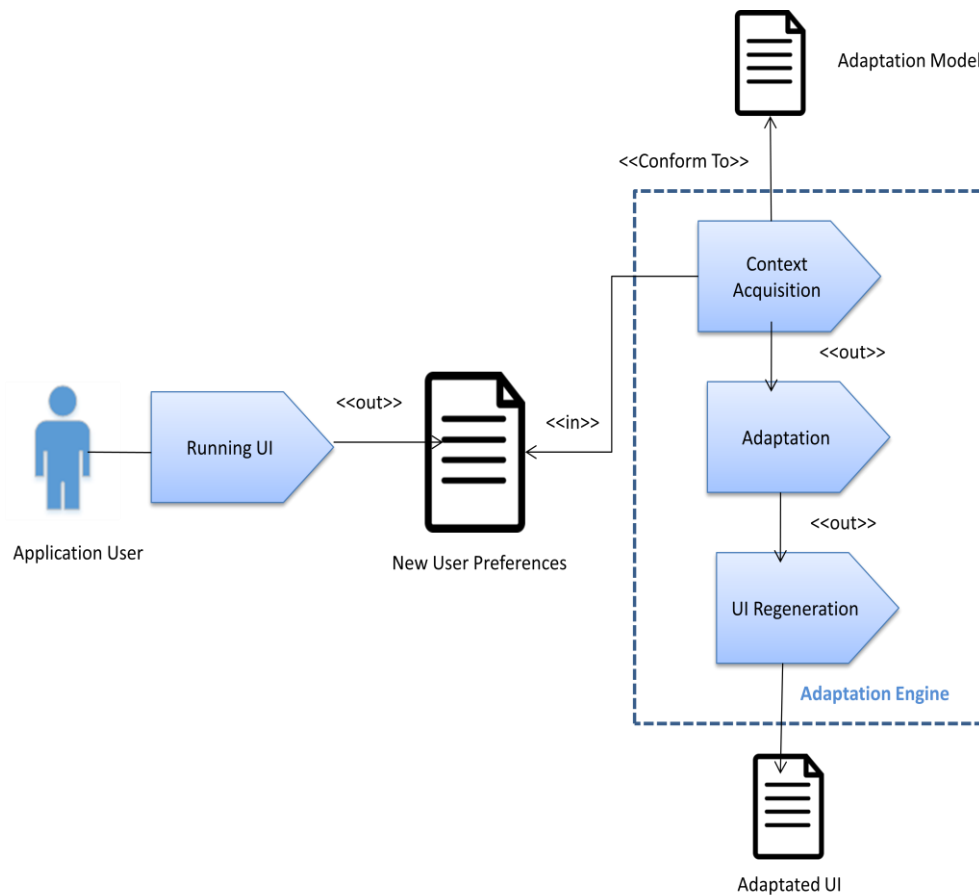 Adaptation Model
<<Conform To>>
Context
Acquisition
<<out>>
<<out>>
<<in>>
Running UI
Adaptation
<<out>>
Application User
New User Preferences
UI Regeneration
Adaptation Engine
Adaptated UI